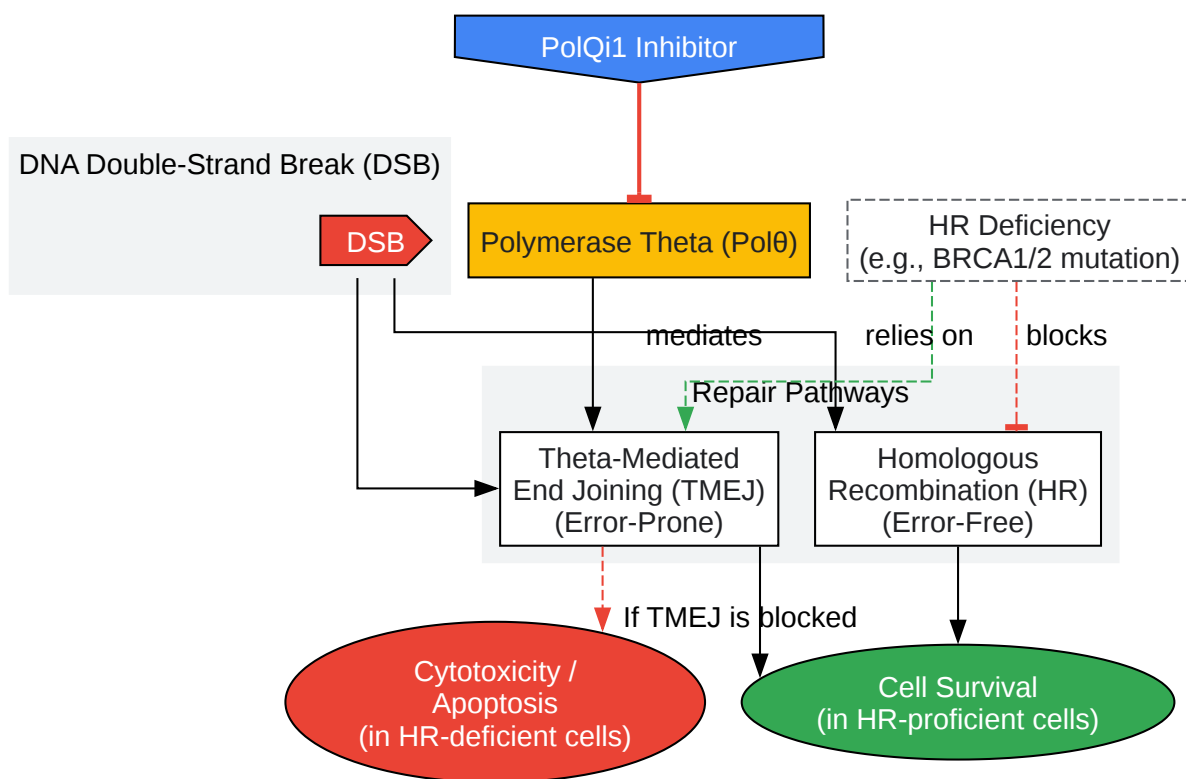 PolQi1 Inhibitor
DNA Double-Strand Break (DSB)
DSB
Polymerase Theta (Polθ)
HR Deficiency
(e.g., BRCA1/2 mutation)
mediates
relies on
blocks
Repair Pathways
Theta-Mediated
End Joining (TMEJ)
(Error-Prone)
Homologous
Recombination (HR)
(Error-Free)
If TMEJ is blocked
Cytotoxicity /
Apoptosis
(in HR-deficient cells)
Cell Survival
(in HR-proficient cells)